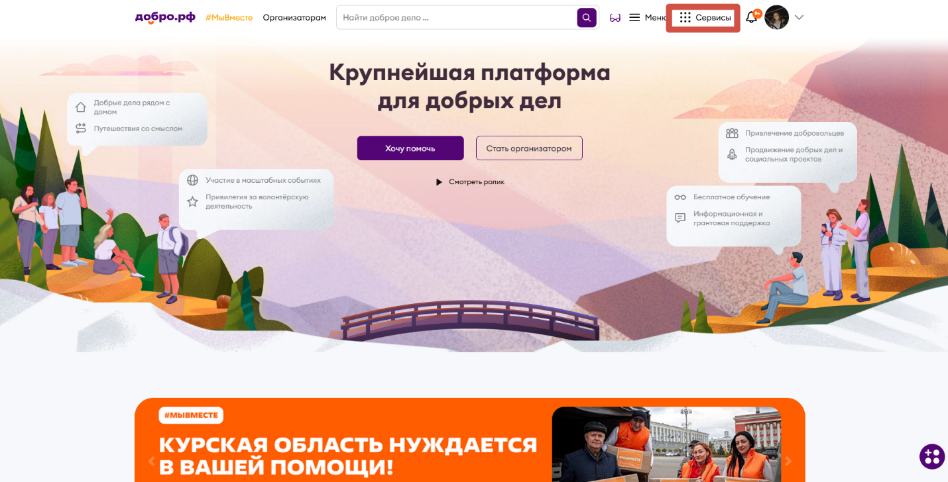 добро.рф
#МыВместе
Организаторам
Найти доброе дело ...
Меню
Сервисы
9+
Крупнейшая платформа
для добрых дел
Хочу помочь
Стать организатором
Смотреть ролик
Добрые дела рядом с
домом
Путешествия со смыслом
Участие в масштабных событиях
Привилегия за волонтёрскую
деятельность
Привлечение добровольцев
Продвижение добрых дел и
социальных проектов
Бесплатное обучение
Информационная и
грантовая поддержка
#МЫВМЕСТЕ
КУРСКАЯ ОБЛАСТЬ НУЖДАЕТСЯ
В ВАШЕЙ ПОМОЩИ!